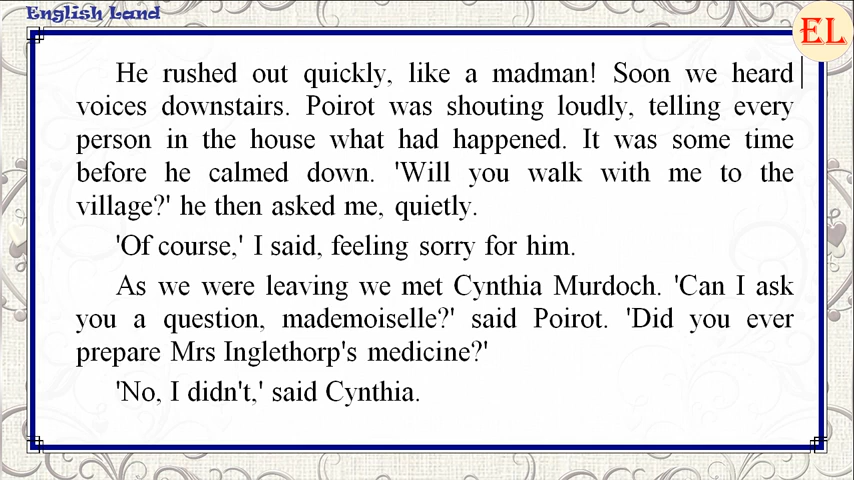 English Land
EL
He rushed out quickly, like a madman! Soon we heard
voices downstairs. Poirot was shouting loudly, telling every
person in the house what had happened. It was some time
before he calmed down. 'Will you walk with me to the
village?' he then asked me, quietly.
'Of course,' I said, feeling sorry for him.
As we were leaving we met Cynthia Murdoch. 'Can I ask
you a question, mademoiselle?' said Poirot. 'Did you ever
prepare Mrs Inglethorp's medicine?'
'No, I didn't,' said Cynthia.